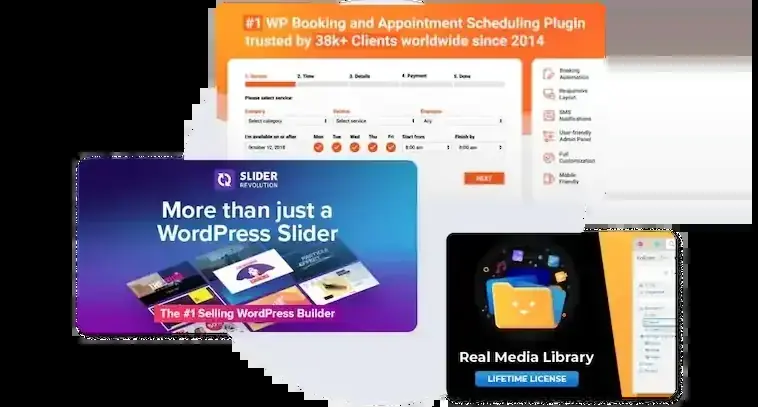 #1 WP Booking and Appointment Scheduling Plugin
trusted by 38k+ Clients worldwide since 2014
1. Service
2. Time
3. Details
4. Payment
5. Done
Please select service:
Category
Service
Employee
Select category
Select service
Any
I'm available on or after
Mon
Tue
Wed
Thu
Fri
Start from
Finish by
October 12, 2018
8:00 am
8:00 pm
NEXT
Booking
Automation
Responsive
Layout
SMS
Notifications
User-friendly
Admin Panel
Full
Customization
Mobile
Friendly
SLIDER
REVOLUTION
More than just a
WordPress Slider
The #1 Selling WordPress Builder
Real Media Library
LIFETIME LICENSE